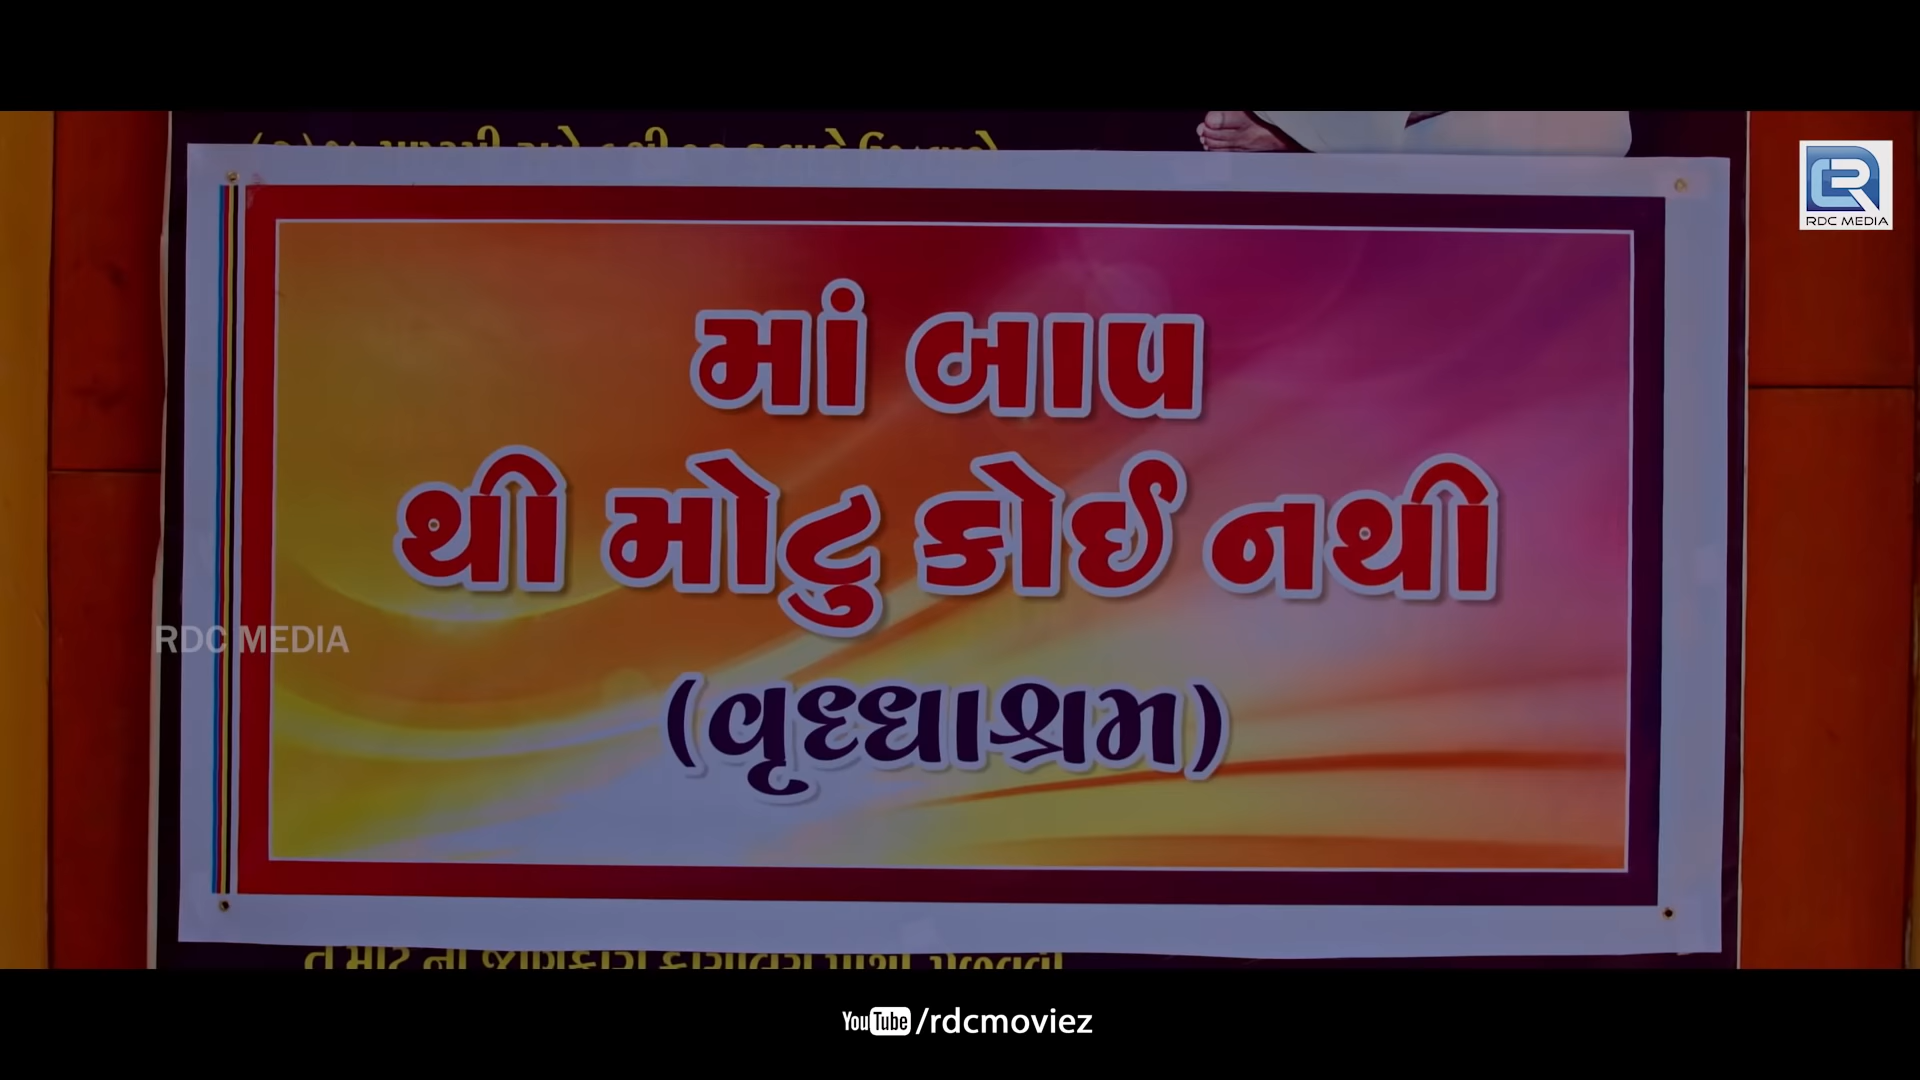 RDC MEDIA
માં બાપ
થી મોટુ કોઈ નથી
RDC MEDIA
(વૃધ્ધાશ્રમ)
YouTube/rdcmoviez